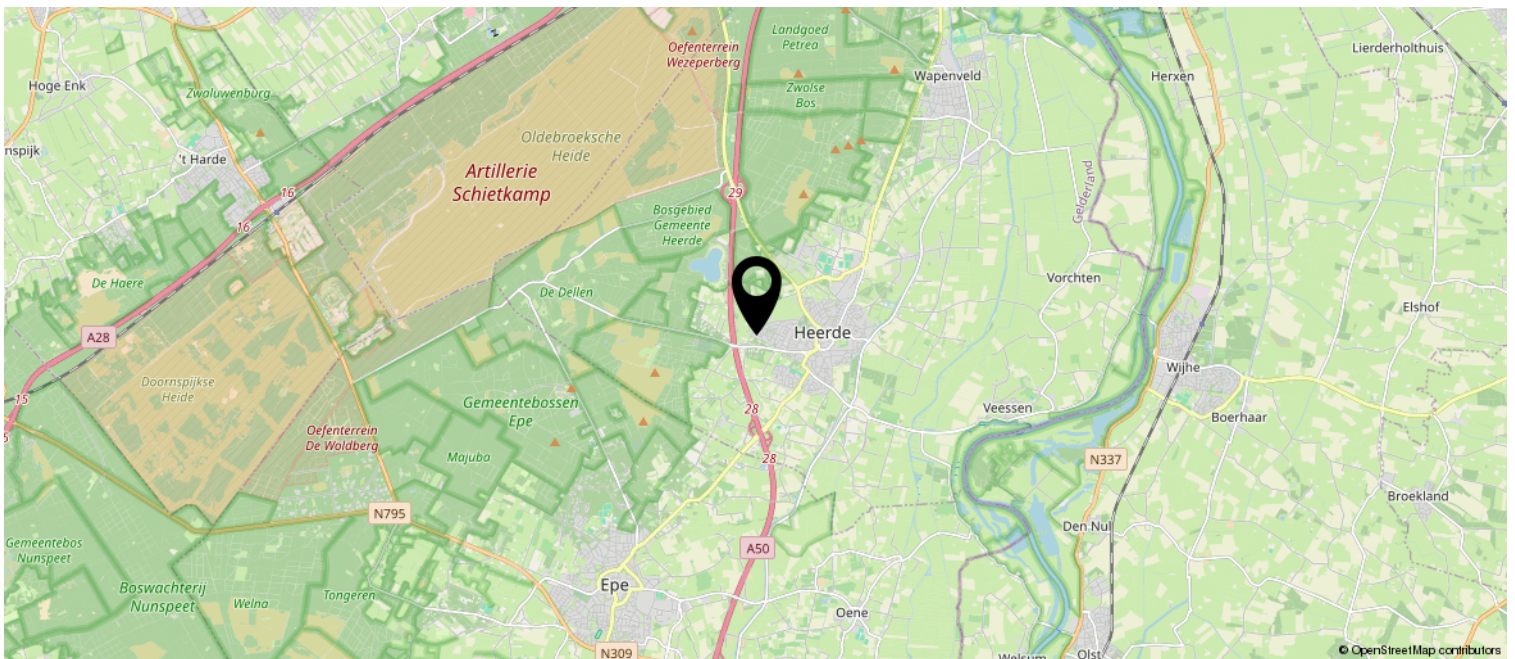 Landgoed
Petrea
Oefenterrein
Wezeperberg
Lierderholthuis
Hoge Enk
Wapenveld
Herxen
Zwaluwenburg
Zwolse
Bos
Oldebroeksche
Heide
nspijk
't Harde
Artillerie
Schietkamp
16
29
Gelderland
Bosgebied
Gemeente
Heerde
16
De Haere
De Dellen
Vorchten
Elshof
A28
Heerde
Wijhe
Doornspijkse
Heide
15
Gemeentebossen
Epe
28
Veessen
Boerhaar
Oefenterrein
De Woldberg
Majuba
28
N337
Broekland
N795
Den Nul
Gemeentebos
Nunspeet
A50
Boswachterij
Nunspeet
Welna
Tongeren
Epe
Oene
N309
Welsum
Olst
© OpenStreetMap contributors